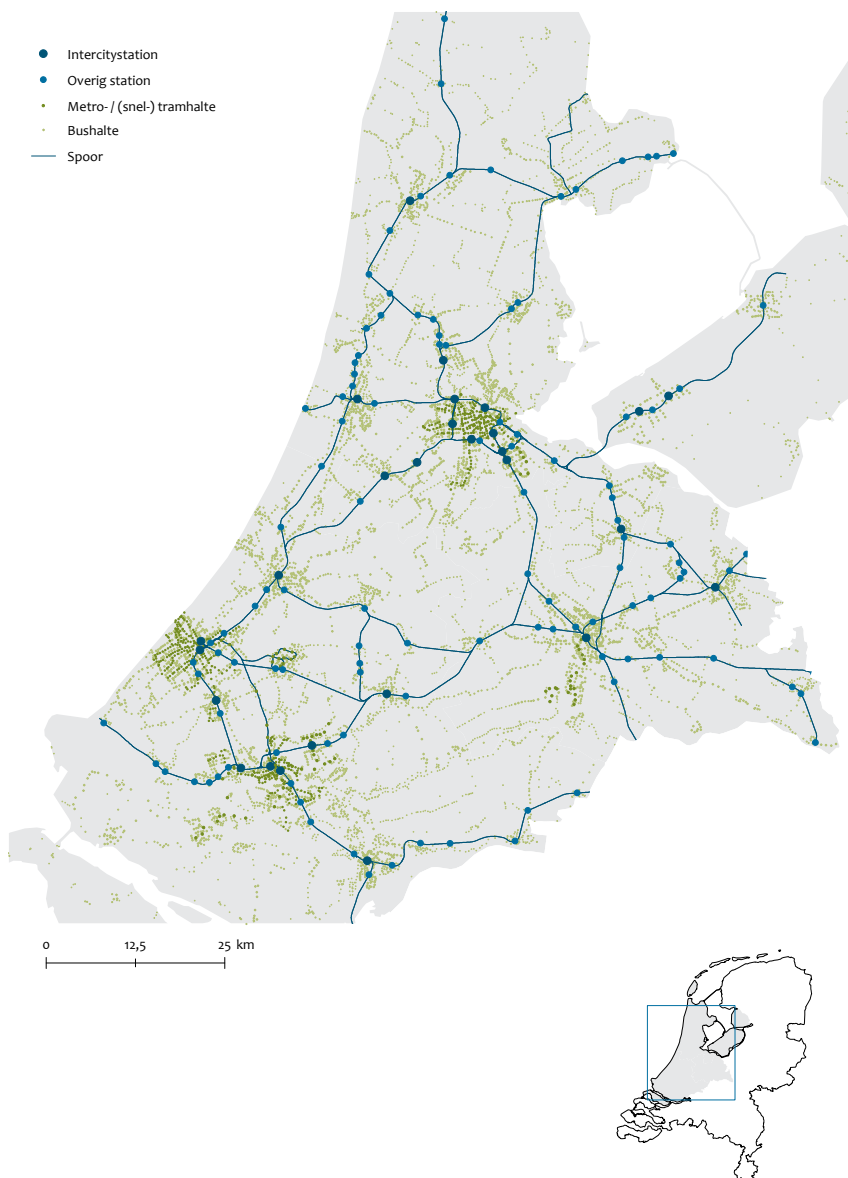 Intercitystation
Overig station
Metro- / (snel-) tramhalte
Bushalte
Spoor
0 12,5 25 km